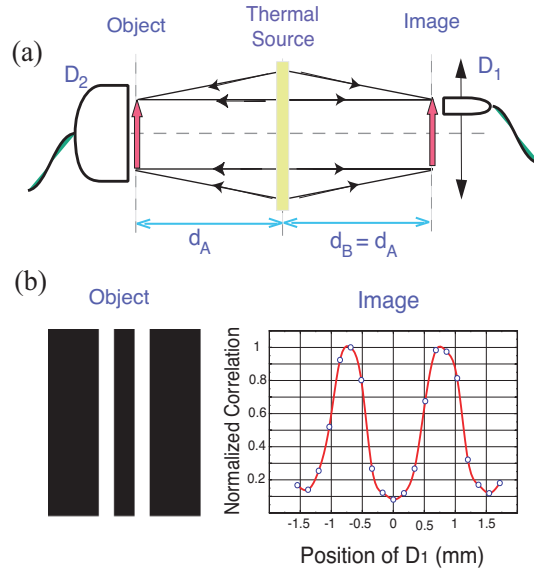 (a)
Object
Thermal
Source
Image
D2
D1
dA
dB = dA
(b)
Object
Image
Normalized Correlation
1
0.8
0.6
0.4
0.2
-1.5 -1 -0.5 0 0.5 1 1.5
Position of D1 (mm)